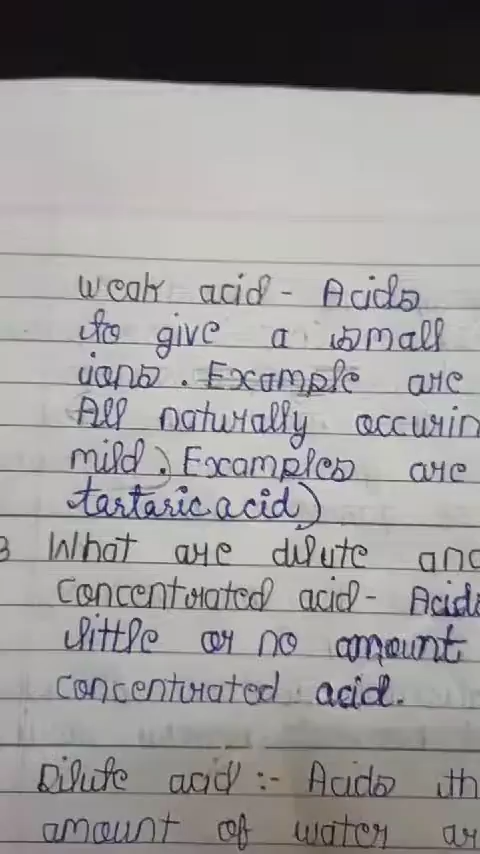 weak acid - Acids
to give a small
ions. Example are
All naturally occurin
mild. Examples are
tartaric acid)
3 What are dilute and
Concentrated acid - Acids
little or no amount
concentrated acid.
Dilute acid :- Acids th
amount of water ar